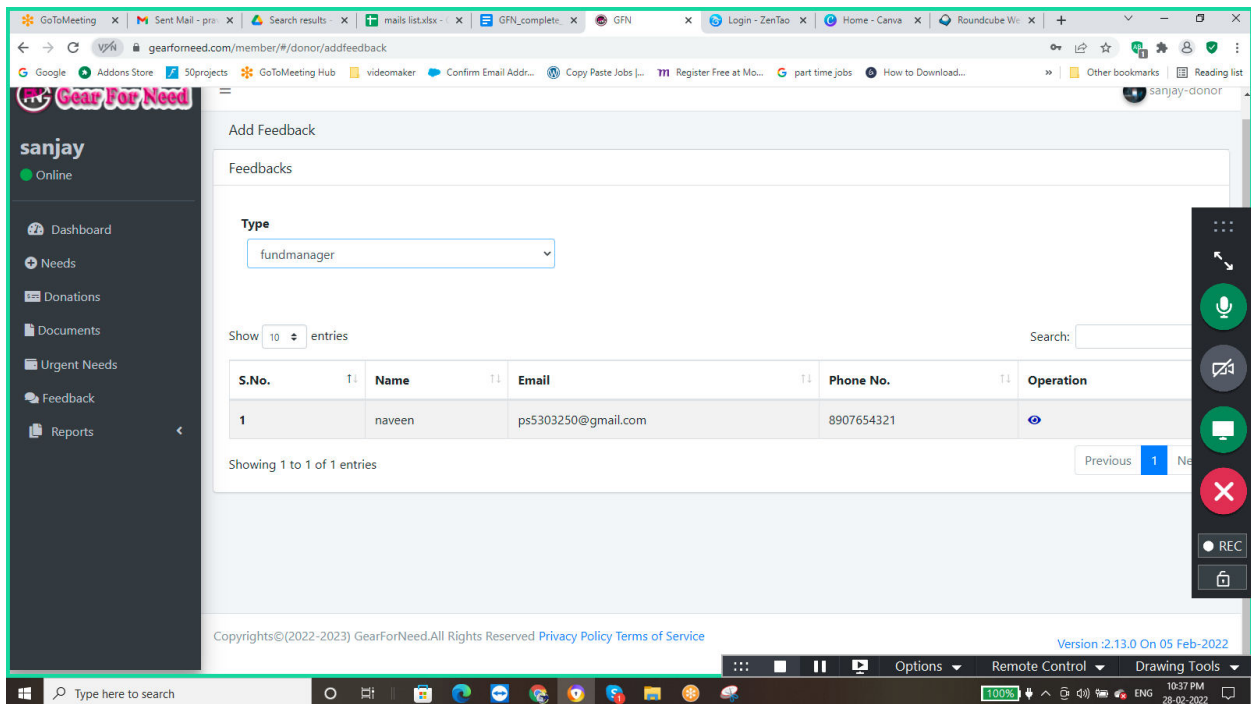 GoToMeeting
Sent Mail - pra
Search results -
mails list.xlsx -
GFN_complete_
GFN
Login - ZenTao
Home - Canva
Roundcube We
VPN gearforneed.com/member/#/donor/addfeedback
Google Addons Store 50projects GoToMeeting Hub videomaker Confirm Email Addr... Copy Paste Jobs |... Register Free at Mo... part time jobs How to Download... » Other bookmarks Reading list
Gear For Need
sanjay-donor
sanjay
Online
Dashboard
Needs
Donations
Documents
Urgent Needs
Feedback
Reports
Add Feedback
Feedbacks
Type
fundmanager
Show 10 entries
Search:
S.No. Name Email Phone No. Operation
1 naveen ps5303250@gmail.com 8907654321
Showing 1 to 1 of 1 entries
Previous 1 Ne
REC
Copyrights©(2022-2023) GearForNeed.All Rights Reserved Privacy Policy Terms of Service
Version :2.13.0 On 05 Feb-2022
Options Remote Control Drawing Tools
Type here to search
100% ENG 10:37 PM
28-02-2022